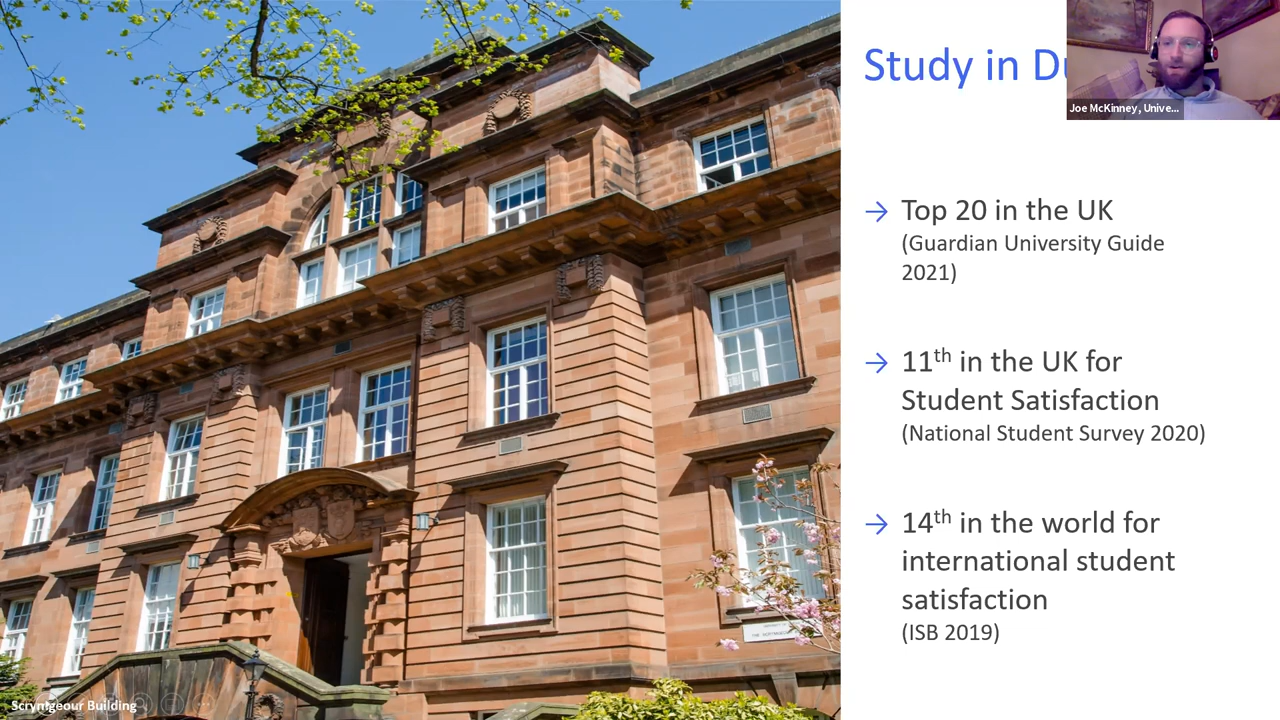 Study in Du
Joe McKinney, Unive...
Top 20 in the UK
(Guardian University Guide
2021)
11th in the UK for
Student Satisfaction
(National Student Survey 2020)
14th in the world for
international student
satisfaction
(ISB 2019)
Scrymgeour Building